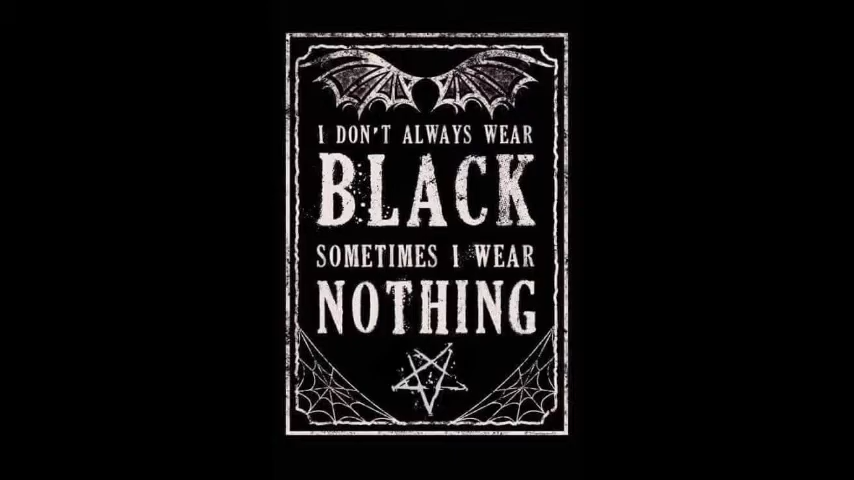 I DON'T ALWAYS WEAR
BLACK
SOMETIMES I WEAR
NOTHING